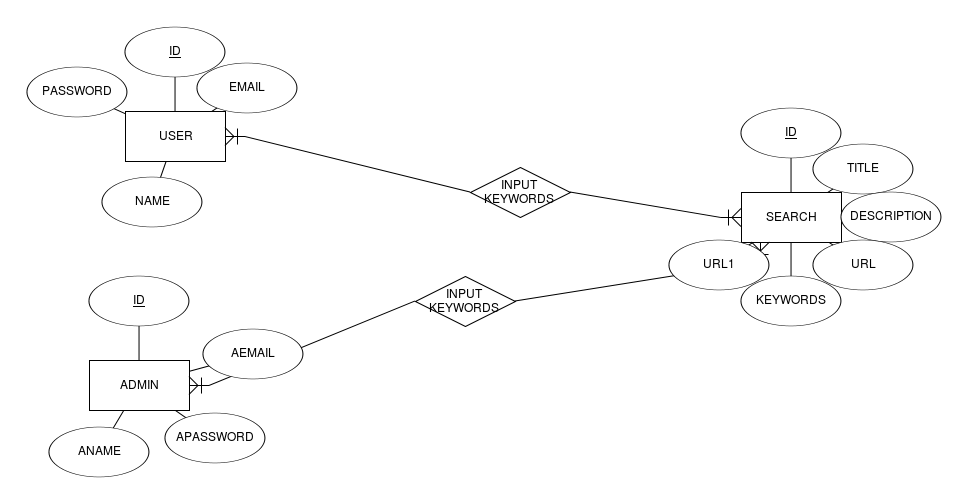 ID
PASSWORD
EMAIL
USER
NAME
INPUT
KEYWORDS
ID
TITLE
SEARCH
DESCRIPTION
URL1
URL
KEYWORDS
ID
INPUT
KEYWORDS
AEMAIL
ADMIN
APASSWORD
ANAME